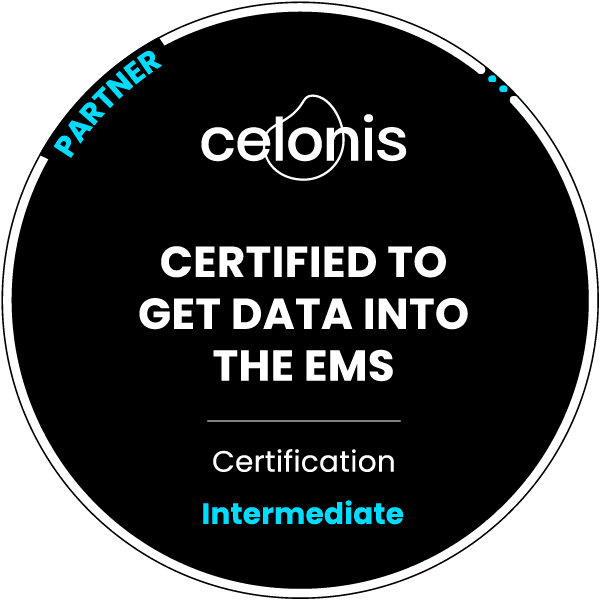 PARTNER
celonis
CERTIFIED TO
GET DATA INTO
THE EMS
Certification
Intermediate